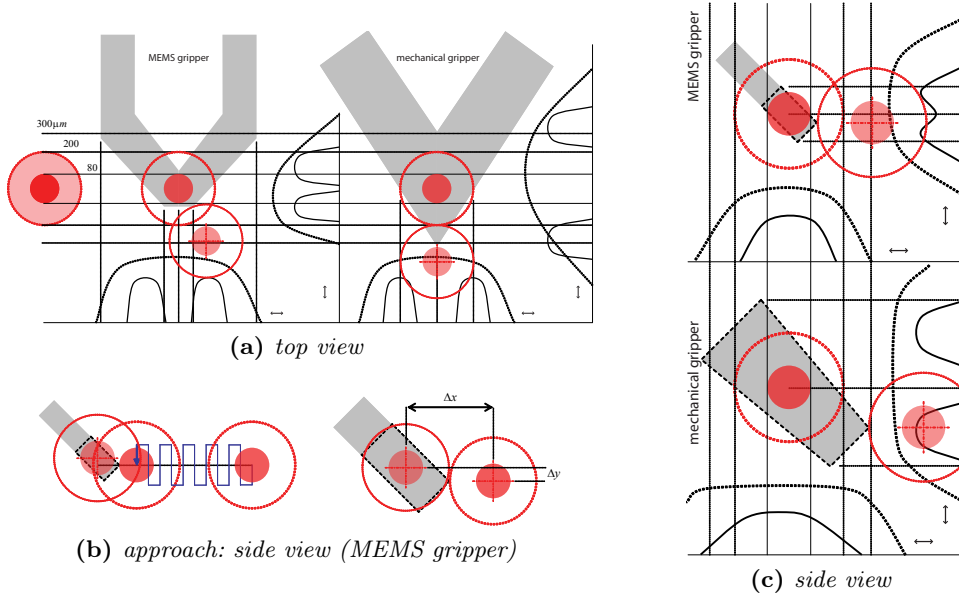 MEMS gripper
mechanical gripper
300μm
200
80
(a) top view
Δx
Δy
(b) approach: side view (MEMS gripper)
MEMS gripper
mechanical gripper
(c) side view